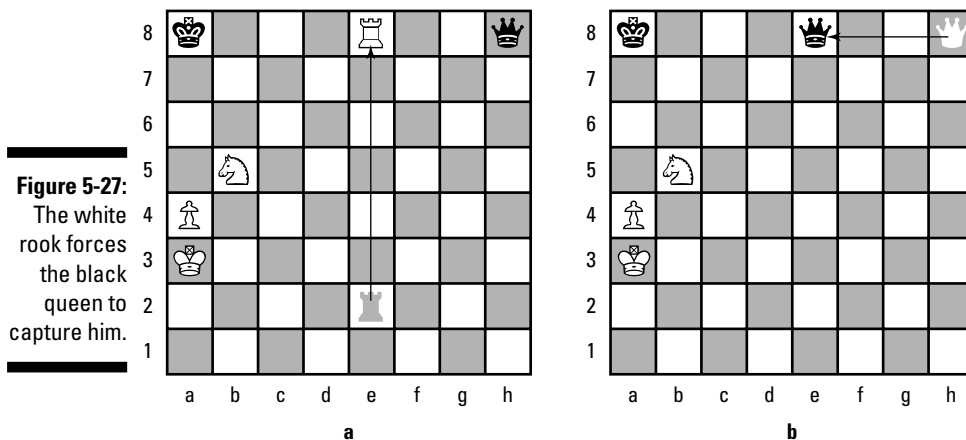 Figure 5-27:
The white
rook forces
the black
queen to
capture him.
8
7
6
5
4
3
2
1
a b c d e f g h
a
8
7
6
5
4
3
2
1
a b c d e f g h
b